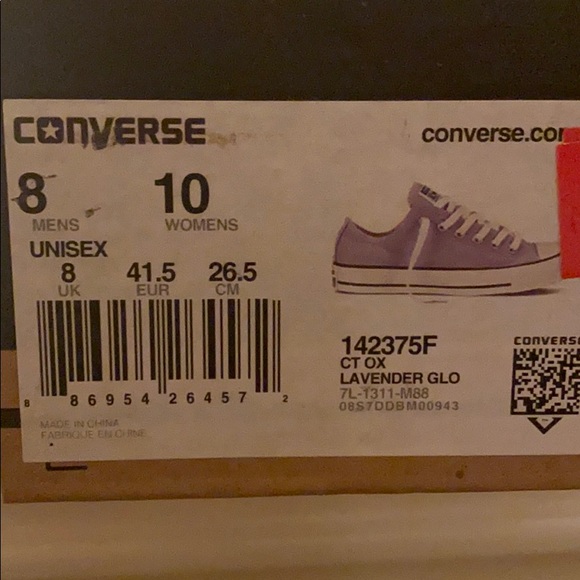 CONVERSE
converse.com
8 10
MENS WOMENS
UNISEX
8 41.5 26.5
UK EUR CM
8 86954 26457 2
MADE IN CHINA
FABRIQUE EN CHINE
142375F
CT OX
LAVENDER GLO
7L-1311-M88
08S7DDBM00943
CONVERSE